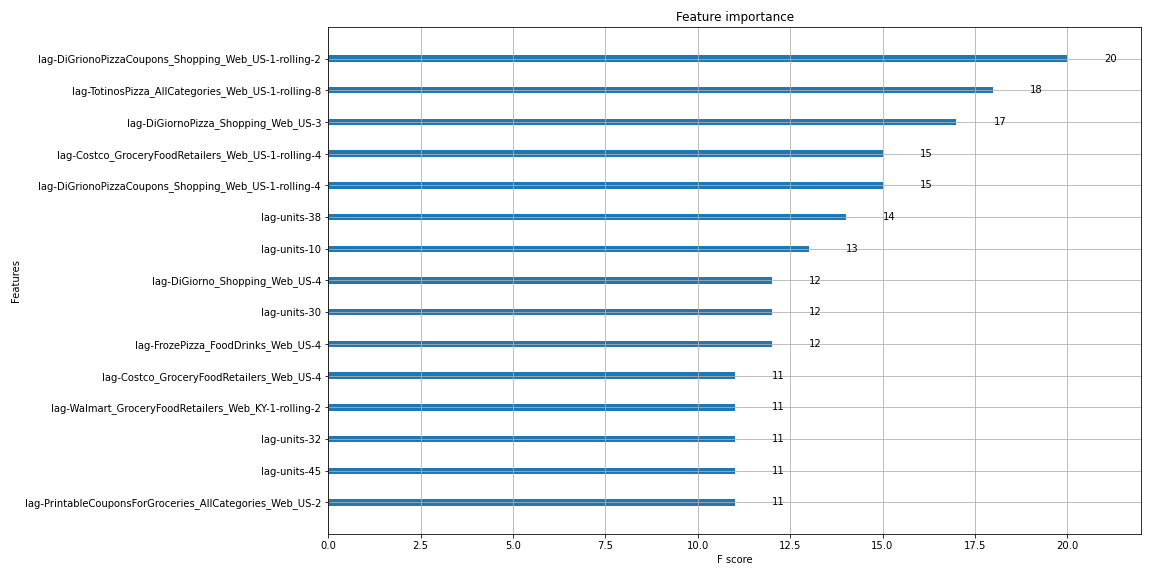 Feature importance
Features
lag-DiGrionoPizzaCoupons_Shopping_Web_US-1-rolling-2 20
lag-TotinosPizza_AllCategories_Web_US-1-rolling-8 18
lag-DiGiornoPizza_Shopping_Web_US-3 17
lag-Costco_GroceryFoodRetailers_Web_US-1-rolling-4 15
lag-DiGrionoPizzaCoupons_Shopping_Web_US-1-rolling-4 15
lag-units-38 14
lag-units-10 13
lag-DiGiorno_Shopping_Web_US-4 12
lag-units-30 12
lag-FrozePizza_FoodDrinks_Web_US-4 12
lag-Costco_GroceryFoodRetailers_Web_US-4 11
lag-Walmart_GroceryFoodRetailers_Web_KY-1-rolling-2 11
lag-units-32 11
lag-units-45 11
lag-PrintableCouponsForGroceries_AllCategories_Web_US-2 11
0.0 2.5 5.0 7.5 10.0 12.5 15.0 17.5 20.0
F score